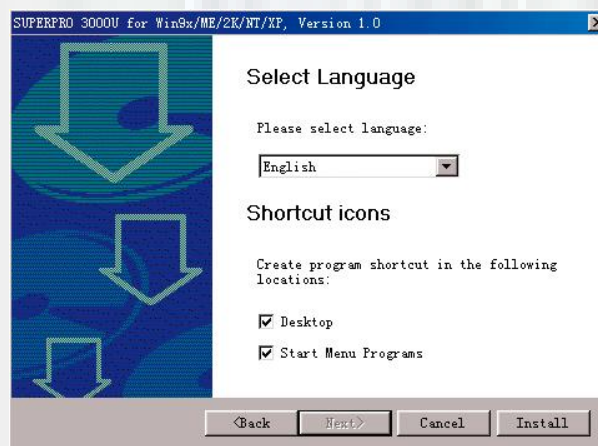 SUPERPRO 3000U for Win9x/ME/2K/NT/XP, Version 1.0
Select Language
Please select language:
English
Shortcut icons
Create program shortcut in the following
locations:
Desktop
Start Menu Programs
<Back Next> Cancel Install